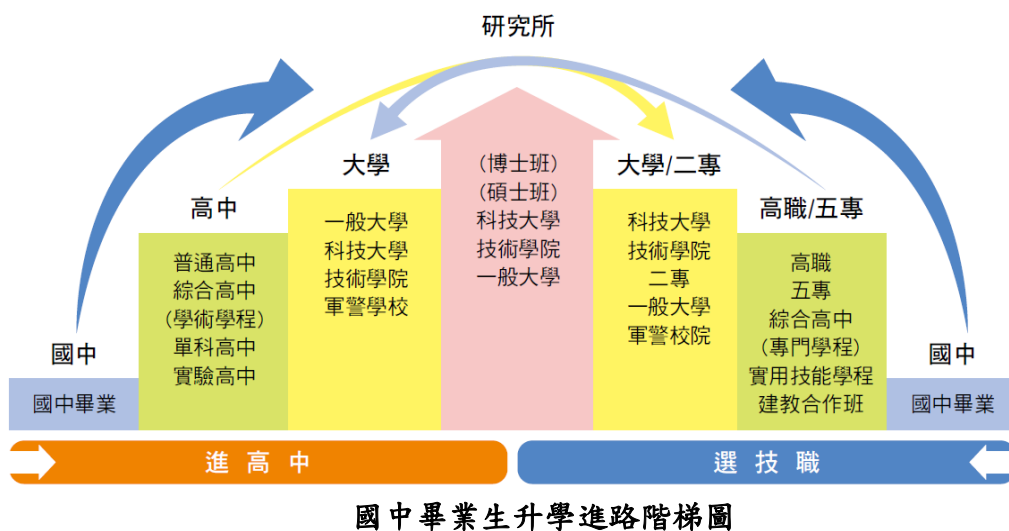 研究所
大學
(博士班)
(碩士班)
科技大學
技術學院
一般大學
大學/二專
高中
一般大學
科技大學
技術學院
軍警學校
科技大學
技術學院
二專
一般大學
軍警校院
高職/五專
普通高中
綜合高中
(學術學程)
單科高中
實驗高中
高職
五專
綜合高中
(專門學程)
實用技能學程
建教合作班
國中
國中畢業
國中
國中畢業
進高中
選技職
國中畢業生升學進路階梯圖